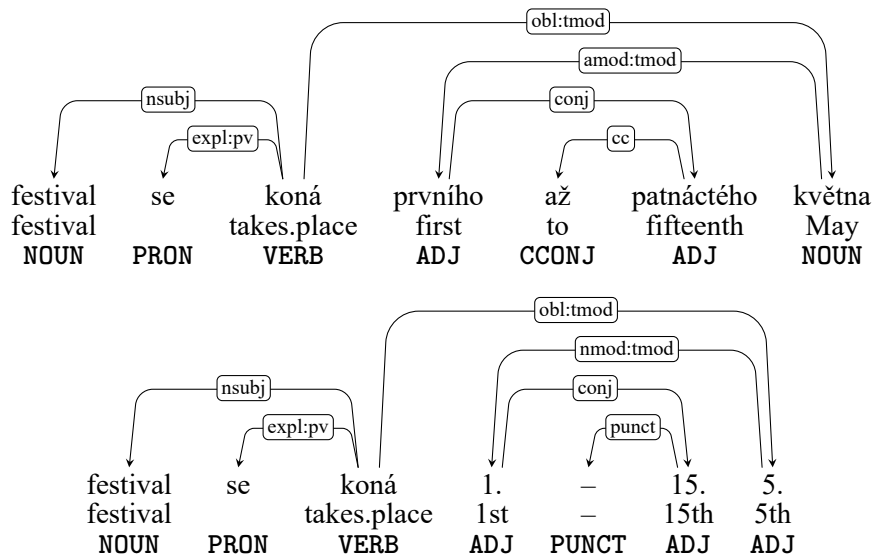 obl:tmod
amod:tmod
nsubj conj
expl:pv cc
festival se koná prvního až patnáctého května
festival takes.place first to fifteenth May
NOUN PRON VERB ADJ CCONJ ADJ NOUN
obl:tmod
nmod:tmod
nsubj conj
expl:pv punct
festival se koná 1. – 15. 5.
festival takes.place 1st – 15th 5th
NOUN PRON VERB ADJ PUNCT ADJ ADJ